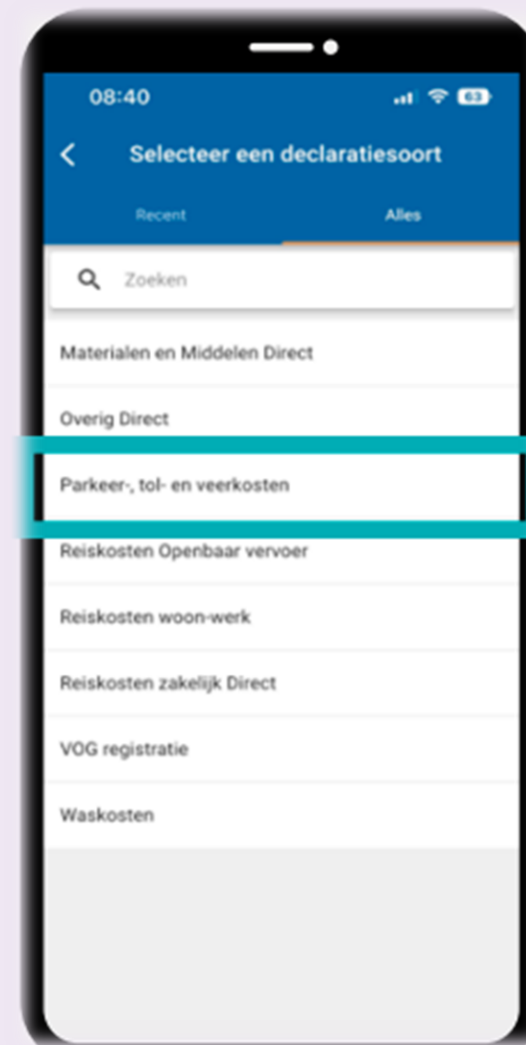 08:40
63
Selecteer een declaratiesoort
Recent
Alles
Zoeken
Materialen en Middelen Direct
Overig Direct
Parkeer-, tol- en veerkosten
Reiskosten Openbaar vervoer
Reiskosten woon-werk
Reiskosten zakelijk Direct
VOG registratie
Waskosten